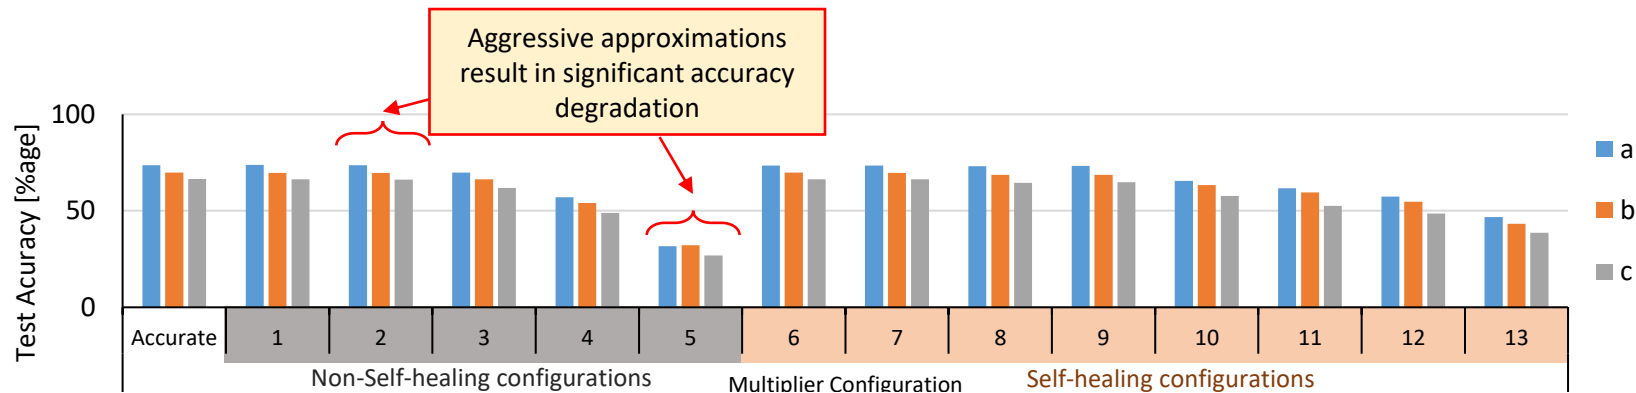 Aggressive approximations
result in significant accuracy
degradation
Test Acuracy [%age]
100
50
0
a
b
c
Accurate 1 2 3 4 5 6 7 8 9 10 11 12 13
Non-Self-healing configurations Multiplier Configuration Self-healing configurations